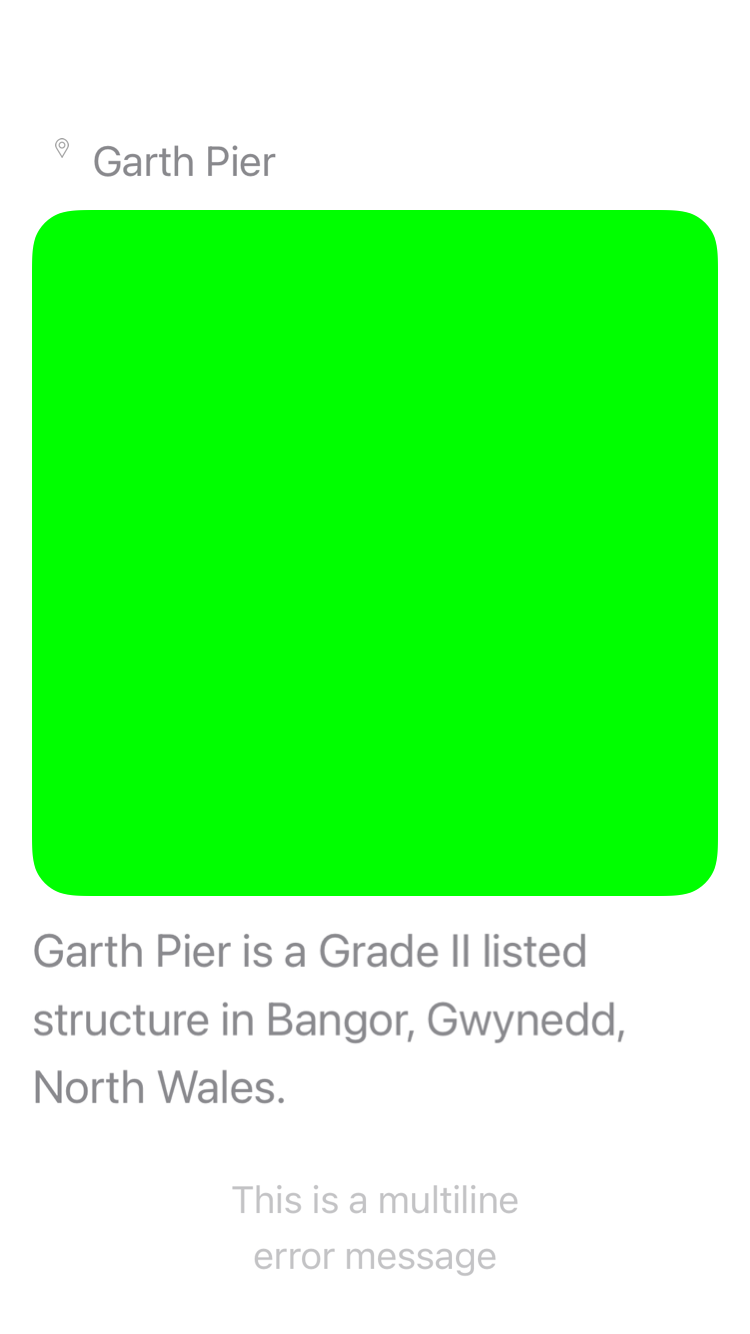 Garth Pier
Garth Pier is a Grade II listed
structure in Bangor, Gwynedd,
North Wales.
This is a multiline
error message